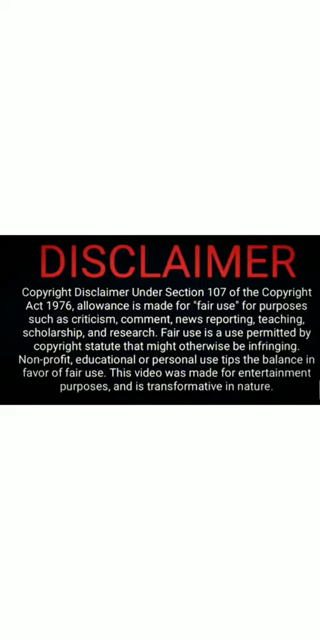 DISCLAIMER
Copyright Disclaimer Under Section 107 of the Copyright
Act 1976, allowance is made for "fair use" for purposes
such as criticism, comment, news reporting, teaching,
scholarship, and research. Fair use is a use permitted by
copyright statute that might otherwise be infringing.
Non-profit, educational or personal use tips the balance in
favor of fair use. This video was made for entertainment
purposes, and is transformative in nature.